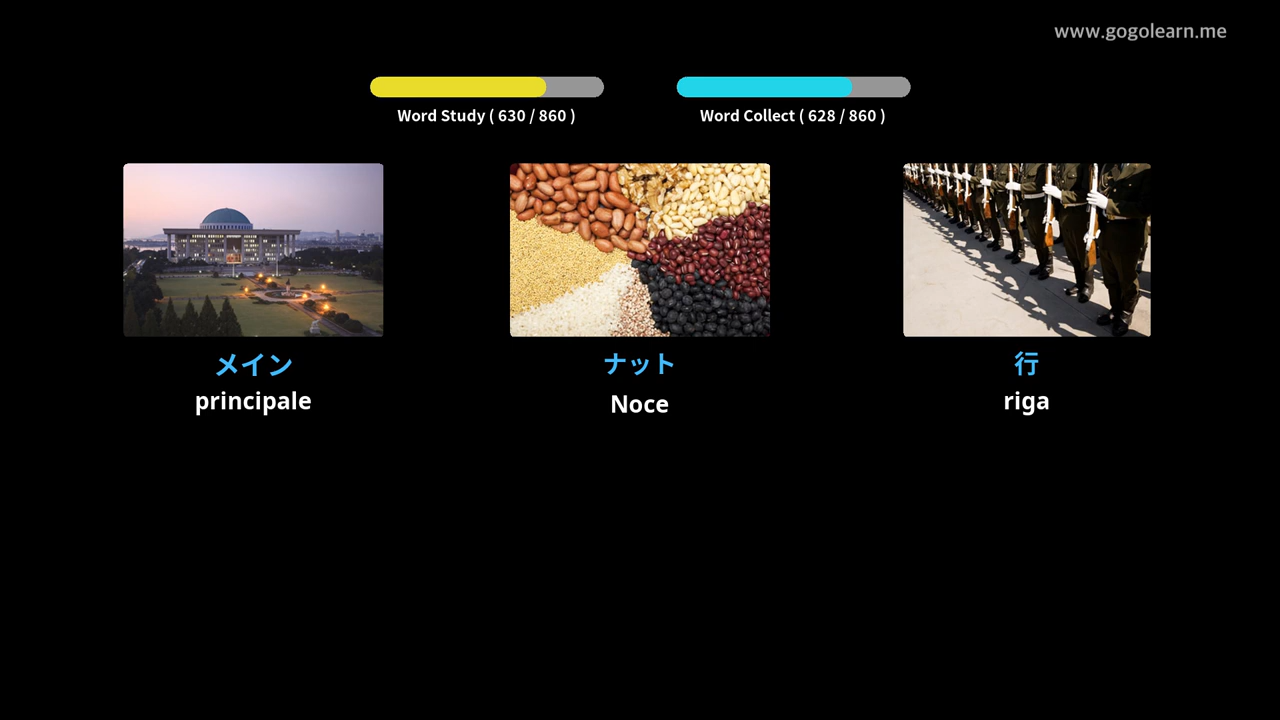 www.gogolearn.me
Word Study ( 630 / 860 )
Word Collect ( 628 / 860 )
メイン
principale
ナット
Noce
行
riga